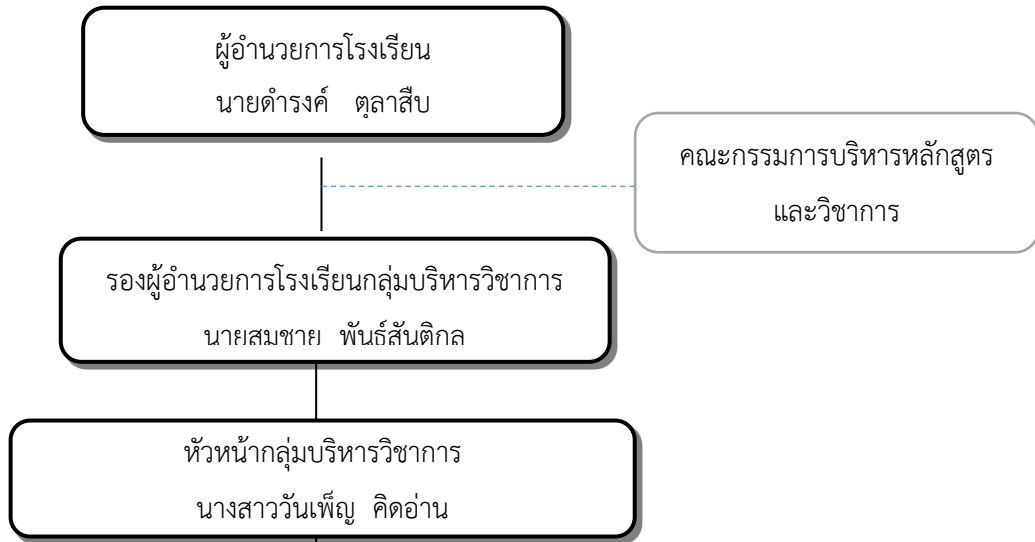 ผู้อำนวยการโรงเรียน
นายดำรงค์ ตุลาสืบ
คณะกรรมการบริหารหลักสูตร
และวิชาการ
รองผู้อำนวยการโรงเรียนกลุ่มบริหารวิชาการ
นายสมชาย พันธ์สันติกล
หัวหน้ากลุ่มบริหารวิชาการ
นางสาววันเพ็ญ คิดอ่าน